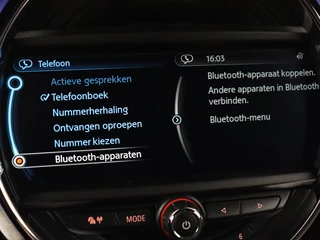 Telefoon
16:03
Actieve gesprekken
Telefoonboek
Nummerherhaling
Ontvangen oproepen
Nummer kiezen
Bluetooth-apparaten
Bluetooth-apparaat koppelen.
Andere apparaten in Bluetooth
verbinden.
Bluetooth-menu
MODE
6